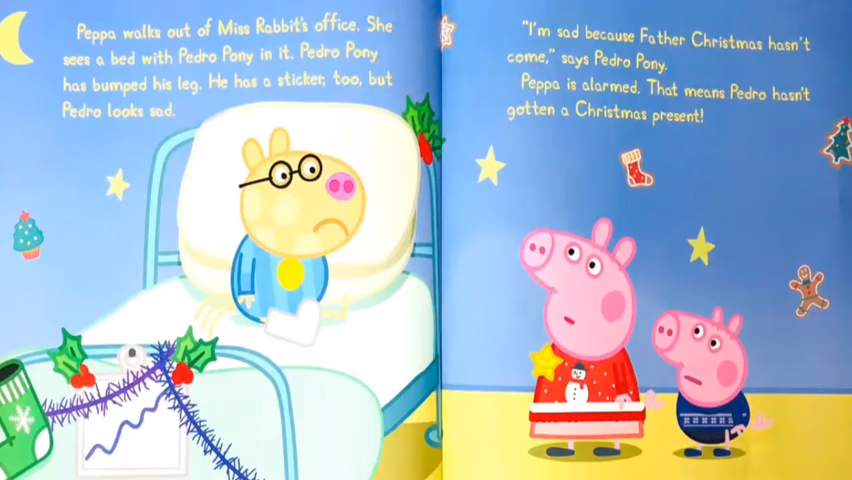 Peppa walks out of Miss Rabbit's office. She
sees a bed with Pedro Pony in it. Pedro Pony
has bumped his leg. He has a sticker, too, but
Pedro looks sad.
"I'm sad because Father Christmas hasn't
come," says Pedro Pony.
Peppa is alarmed. That means Pedro hasn't
gotten a Christmas present!